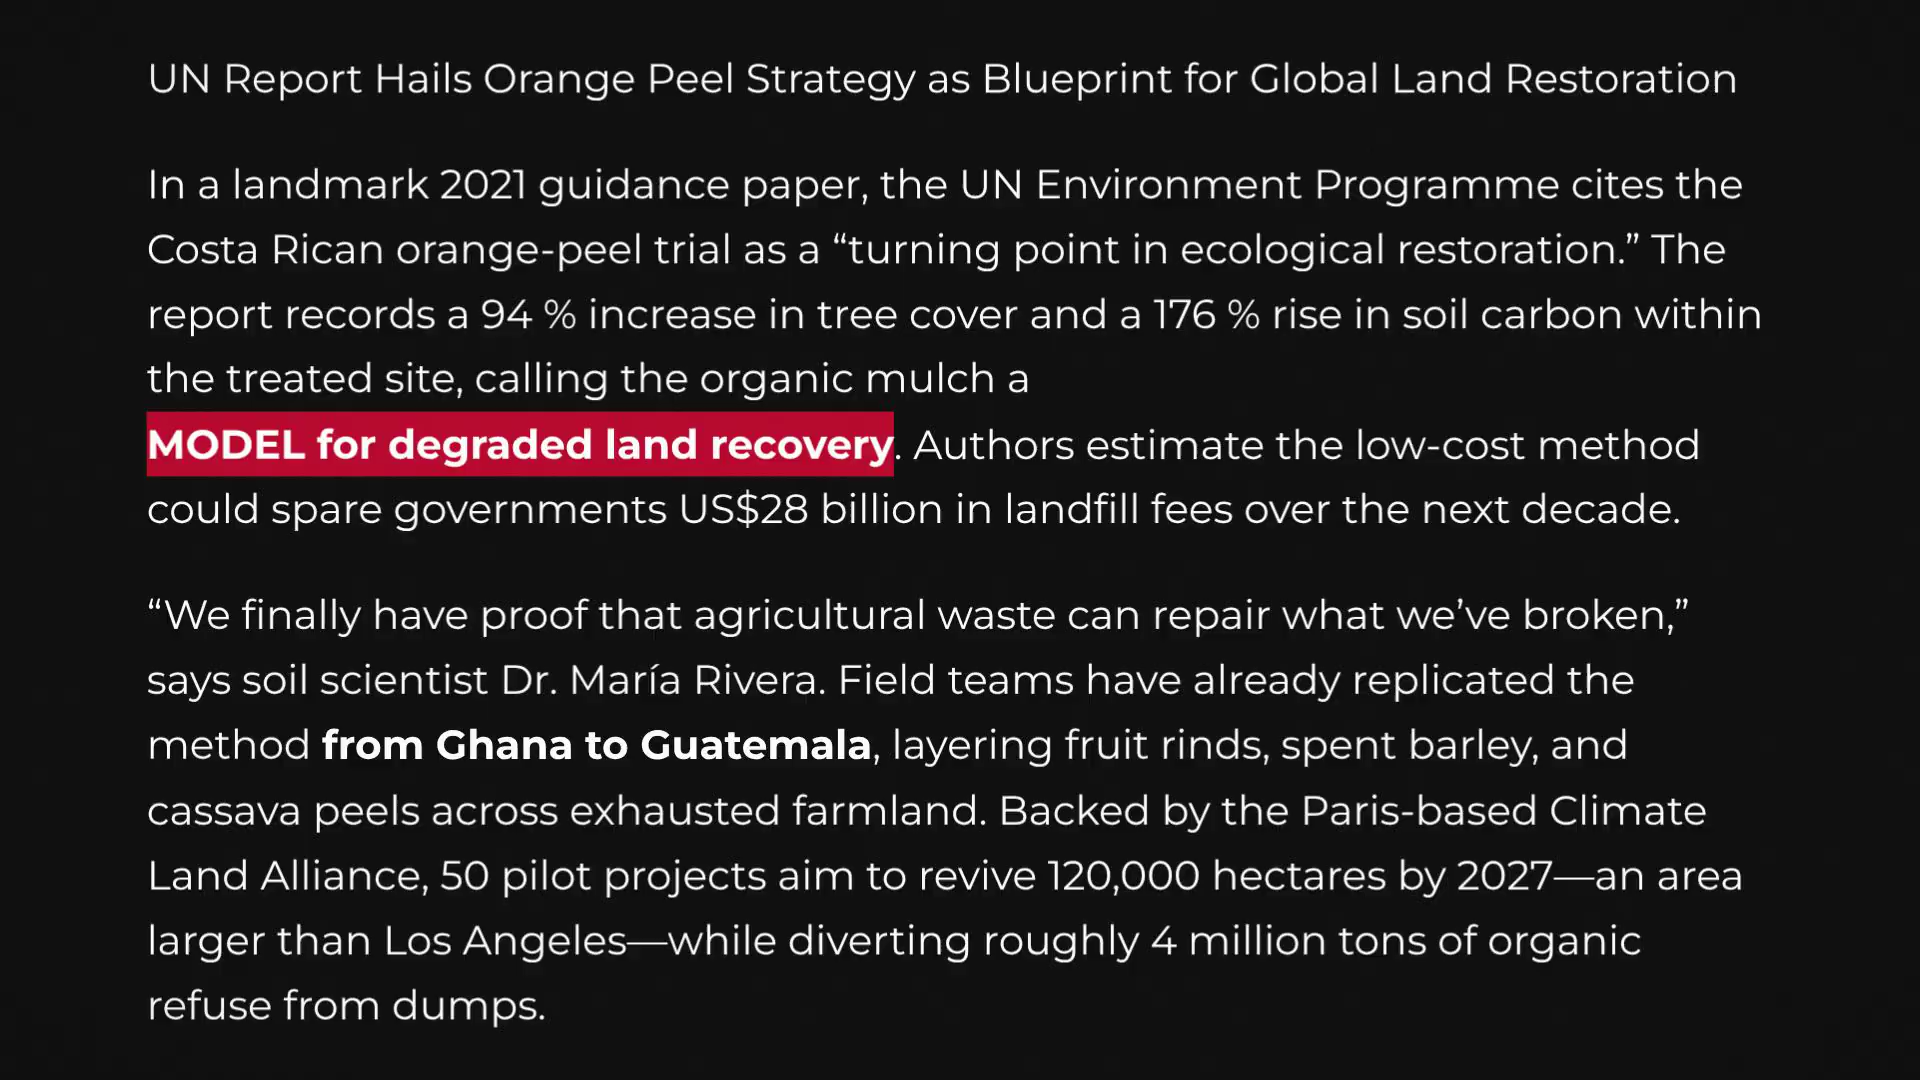 UN Report Hails Orange Peel Strategy as Blueprint for Global Land Restoration
In a landmark 2021 guidance paper, the UN Environment Programme cites the
Costa Rican orange-peel trial as a “turning point in ecological restoration.” The
report records a 94 % increase in tree cover and a 176 % rise in soil carbon within
the treated site, calling the organic mulch a
MODEL for degraded land recovery. Authors estimate the low-cost method
could spare governments US$28 billion in landfill fees over the next decade.
“We finally have proof that agricultural waste can repair what we’ve broken,”
says soil scientist Dr. María Rivera. Field teams have already replicated the
method from Ghana to Guatemala, layering fruit rinds, spent barley, and
cassava peels across exhausted farmland. Backed by the Paris-based Climate
Land Alliance, 50 pilot projects aim to revive 120,000 hectares by 2027—an area
larger than Los Angeles—while diverting roughly 4 million tons of organic
refuse from dumps.